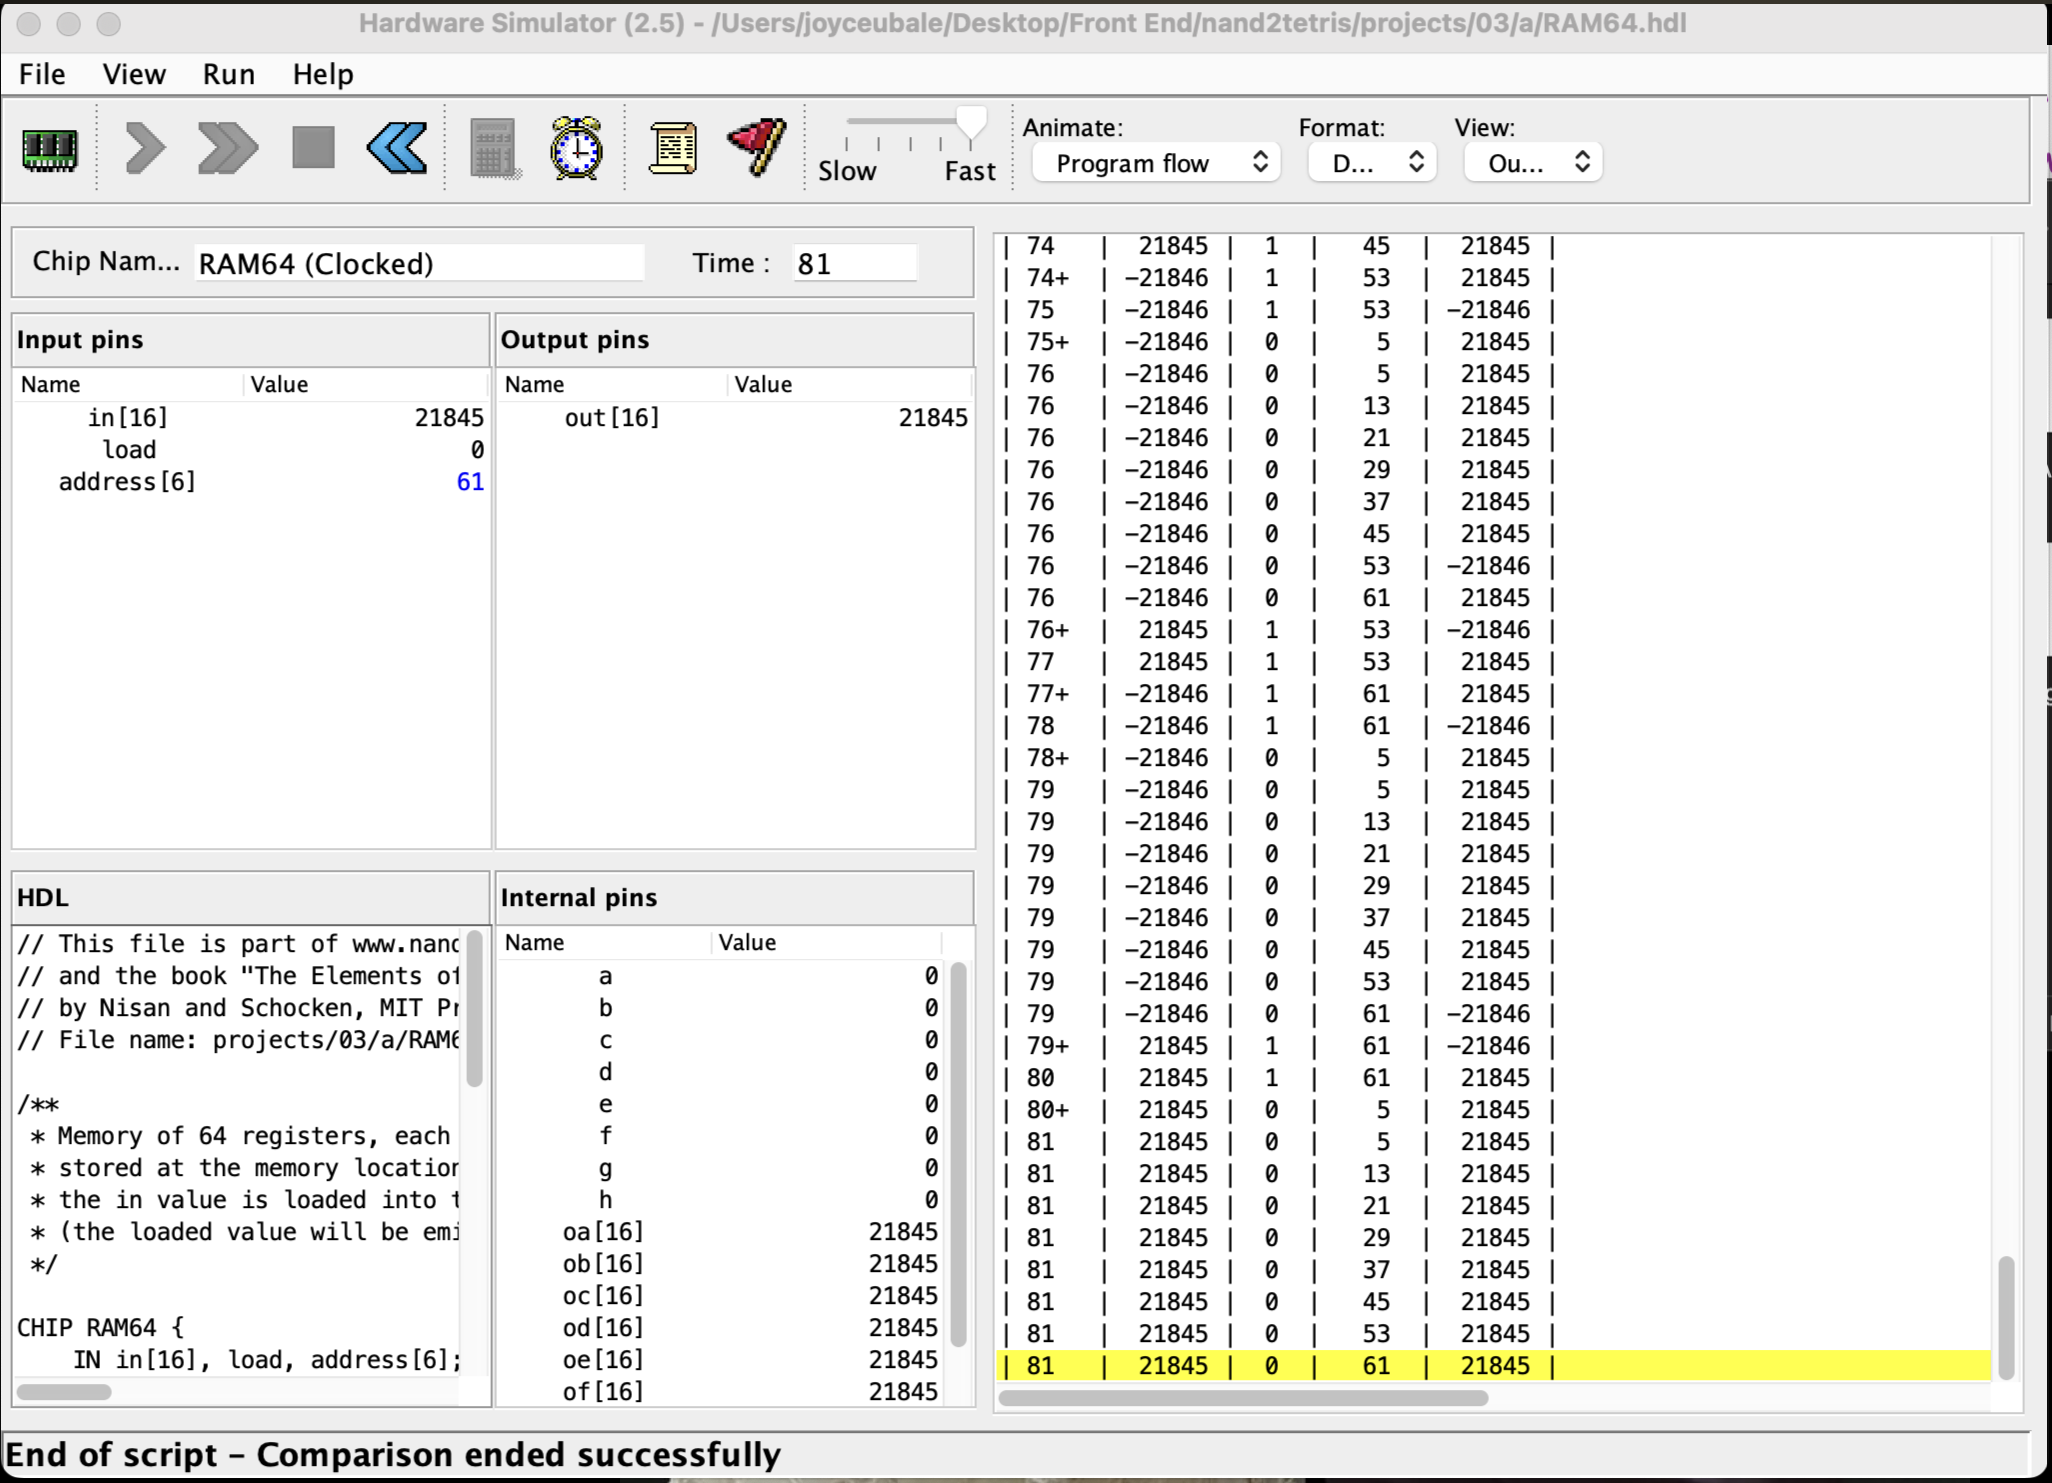 Hardware Simulator (2.5) - /Users/joyceubale/Desktop/Front End/nand2tetris/projects/03/a/RAM64.hdl
File View Run Help
Slow Fast
Animate: Format: View:
Program flow D... Ou...
Chip Nam... RAM64 (Clocked) Time : 81
Input pins
Name Value
in[16] 21845
load 0
address[6] 61
Output pins
Name Value
out[16] 21845
HDL
// This file is part of www.nand
// and the book "The Elements of
// by Nisan and Schocken, MIT Pr
// File name: projects/03/a/RAM6
/**
* Memory of 64 registers, each
* stored at the memory location
* the in value is loaded into t
* (the loaded value will be emi
*/
CHIP RAM64 {
IN in[16], load, address[6];
Internal pins
Name Value
a 0
b 0
c 0
d 0
e 0
f 0
g 0
h 0
oa[16] 21845
ob[16] 21845
oc[16] 21845
od[16] 21845
oe[16] 21845
of[16] 21845
| 74 | 21845 | 1 | 45 | 21845 |
| 74+ | -21846 | 1 | 53 | 21845 |
| 75 | -21846 | 1 | 53 | -21846 |
| 75+ | -21846 | 0 | 5 | 21845 |
| 76 | -21846 | 0 | 5 | 21845 |
| 76 | -21846 | 0 | 13 | 21845 |
| 76 | -21846 | 0 | 21 | 21845 |
| 76 | -21846 | 0 | 29 | 21845 |
| 76 | -21846 | 0 | 37 | 21845 |
| 76 | -21846 | 0 | 45 | 21845 |
| 76 | -21846 | 0 | 53 | -21846 |
| 76 | -21846 | 0 | 61 | 21845 |
| 76+ | 21845 | 1 | 53 | -21846 |
| 77 | 21845 | 1 | 53 | 21845 |
| 77+ | -21846 | 1 | 61 | 21845 |
| 78 | -21846 | 1 | 61 | -21846 |
| 78+ | -21846 | 0 | 5 | 21845 |
| 79 | -21846 | 0 | 5 | 21845 |
| 79 | -21846 | 0 | 13 | 21845 |
| 79 | -21846 | 0 | 21 | 21845 |
| 79 | -21846 | 0 | 29 | 21845 |
| 79 | -21846 | 0 | 37 | 21845 |
| 79 | -21846 | 0 | 45 | 21845 |
| 79 | -21846 | 0 | 53 | 21845 |
| 79 | -21846 | 0 | 61 | -21846 |
| 79+ | 21845 | 1 | 61 | -21846 |
| 80 | 21845 | 1 | 61 | 21845 |
| 80+ | 21845 | 0 | 5 | 21845 |
| 81 | 21845 | 0 | 5 | 21845 |
| 81 | 21845 | 0 | 13 | 21845 |
| 81 | 21845 | 0 | 21 | 21845 |
| 81 | 21845 | 0 | 29 | 21845 |
| 81 | 21845 | 0 | 37 | 21845 |
| 81 | 21845 | 0 | 45 | 21845 |
| 81 | 21845 | 0 | 53 | 21845 |
| 81 | 21845 | 0 | 61 | 21845 |
End of script - Comparison ended successfully